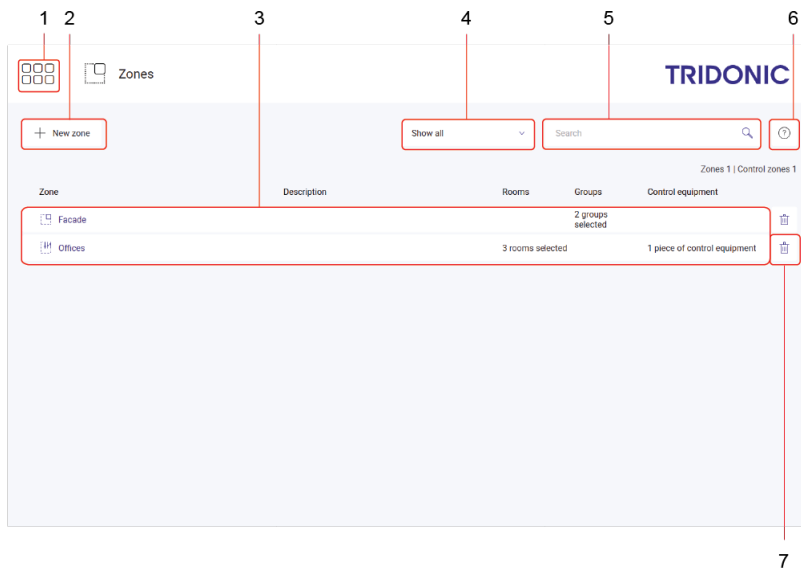 1 2 3 4 5 6
Zones TRIDONIC
New zone Show all Search ?
Zones 1 | Control zones 1
Zone Description Rooms Groups Control equipment
Facade 2 groups
selected
Offices 3 rooms selected 1 piece of control equipment
7